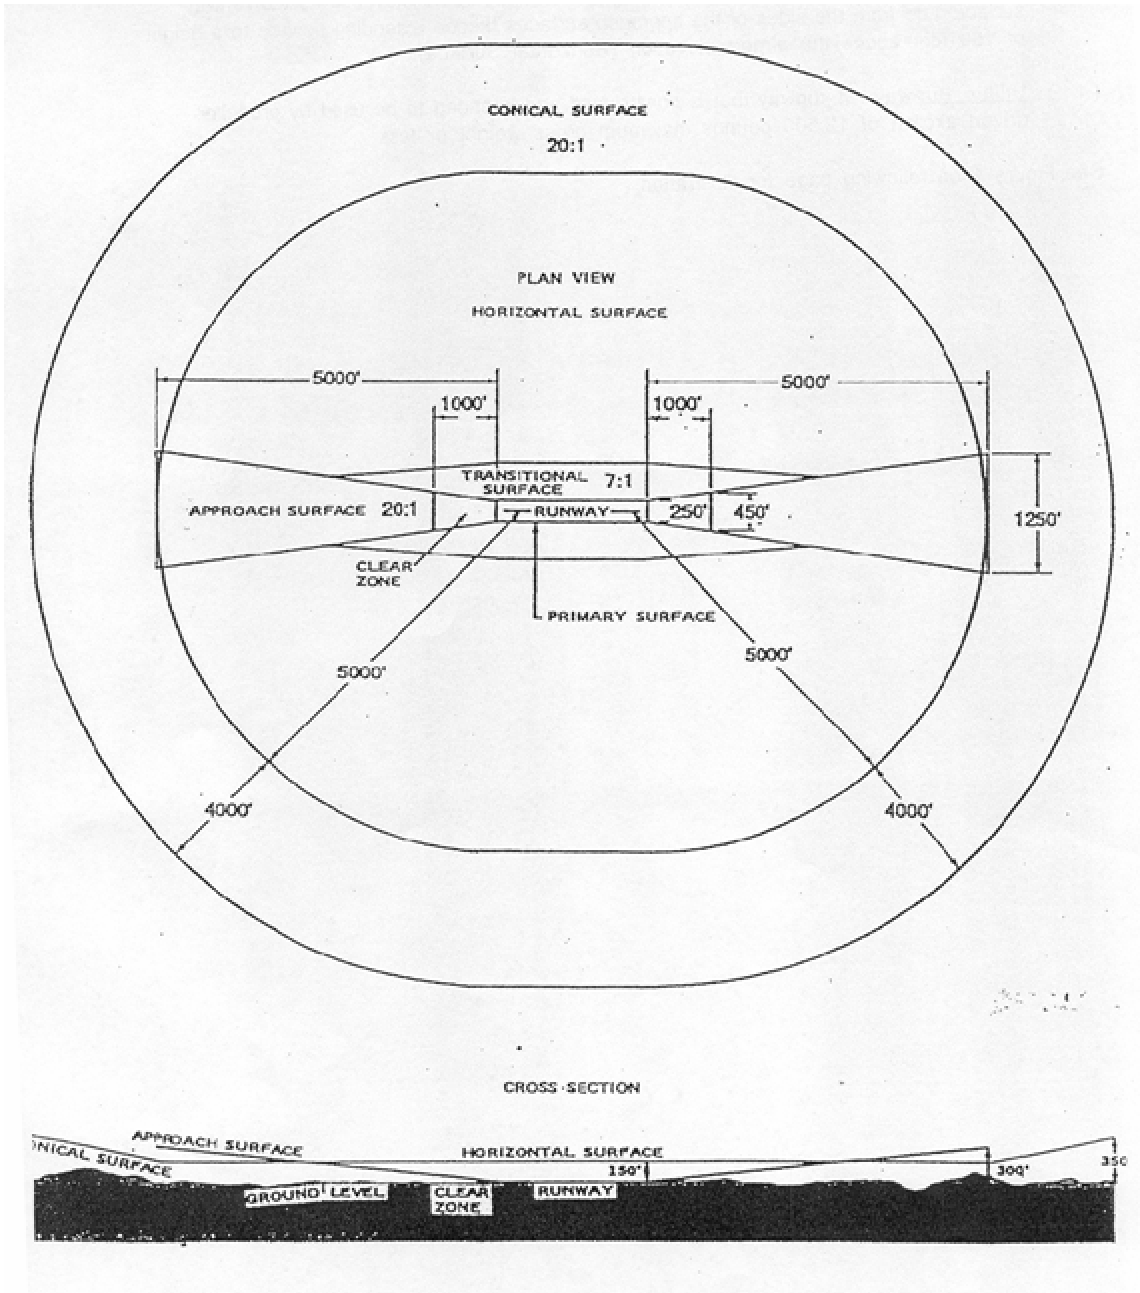 CONICAL SURFACE
20:1
PLAN VIEW
HORIZONTAL SURFACE
5000'
5000'
1000'
1000'
TRANSITIONAL
SURFACE
7:1
APPROACH SURFACE 20:1
RUNWAY
250'
450'
1250'
CLEAR
ZONE
PRIMARY SURFACE
5000'
5000'
4000'
4000'
CROSS-SECTION
APPROACH SURFACE
ONICAL SURFACE
HORIZONTAL SURFACE
150'
300'
350
GROUND LEVEL
CLEAR
ZONE
RUNWAY